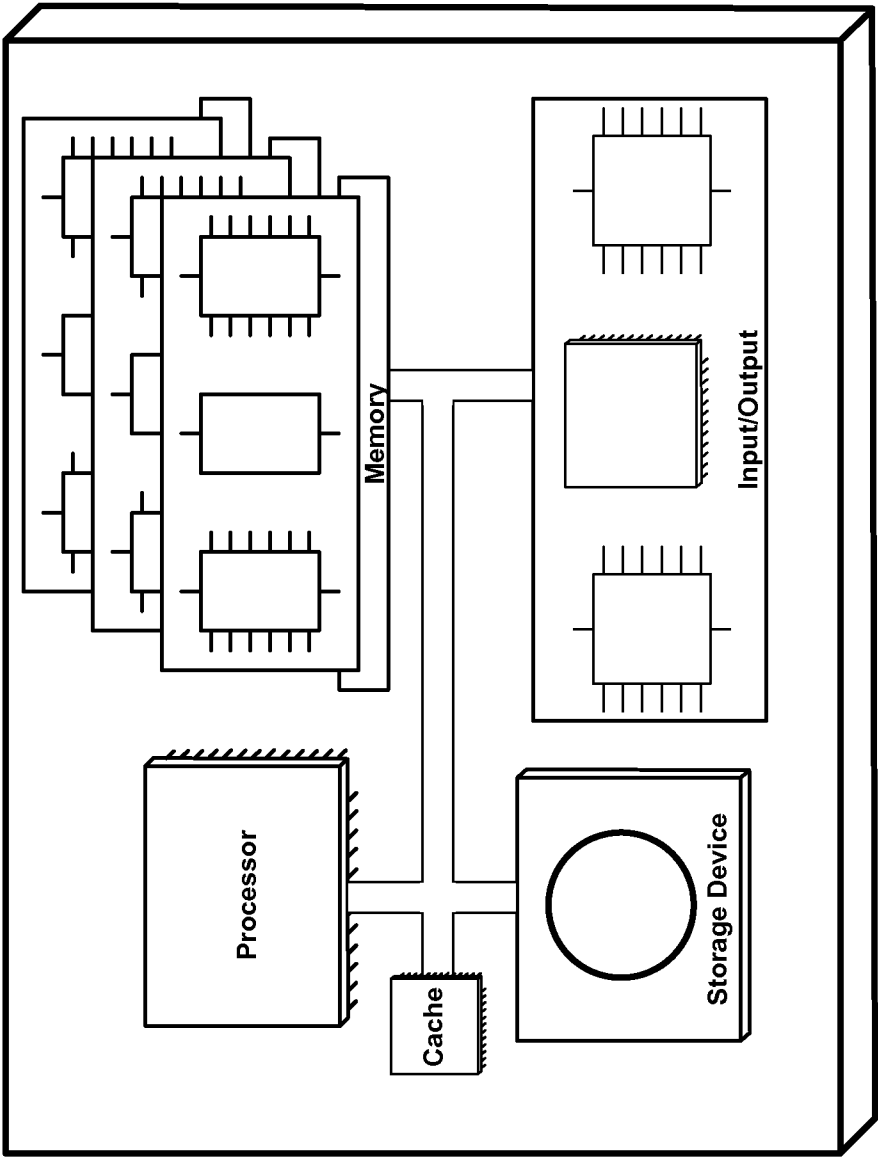 Processor
Memory
Cache
Storage Device
Input/Output